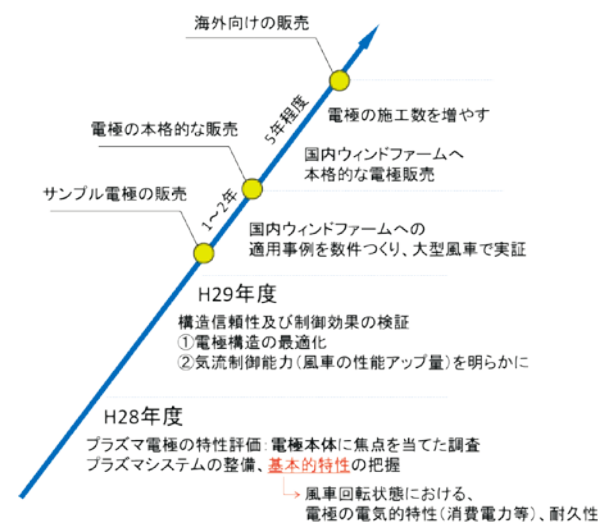 海外向けの販売
5年程度
電極の施工数を増やす
電極の本格的な販売
国内ウィンドファームへ
本格的な電極販売
サンプル電極の販売
1～2年
国内ウィンドファームへの
適用事例を数件つくり、大型風車で実証
H29年度
構造信頼性及び制御効果の検証
①電極構造の最適化
②気流制御能力(風車の性能アップ量)を明らかに
H28年度
プラズマ電極の特性評価：電極本体に焦点を当てた調査
プラズマシステムの整備、基本的特性の把握
風車回転状態における、
電極の電気的特性(消費電力等)、耐久性